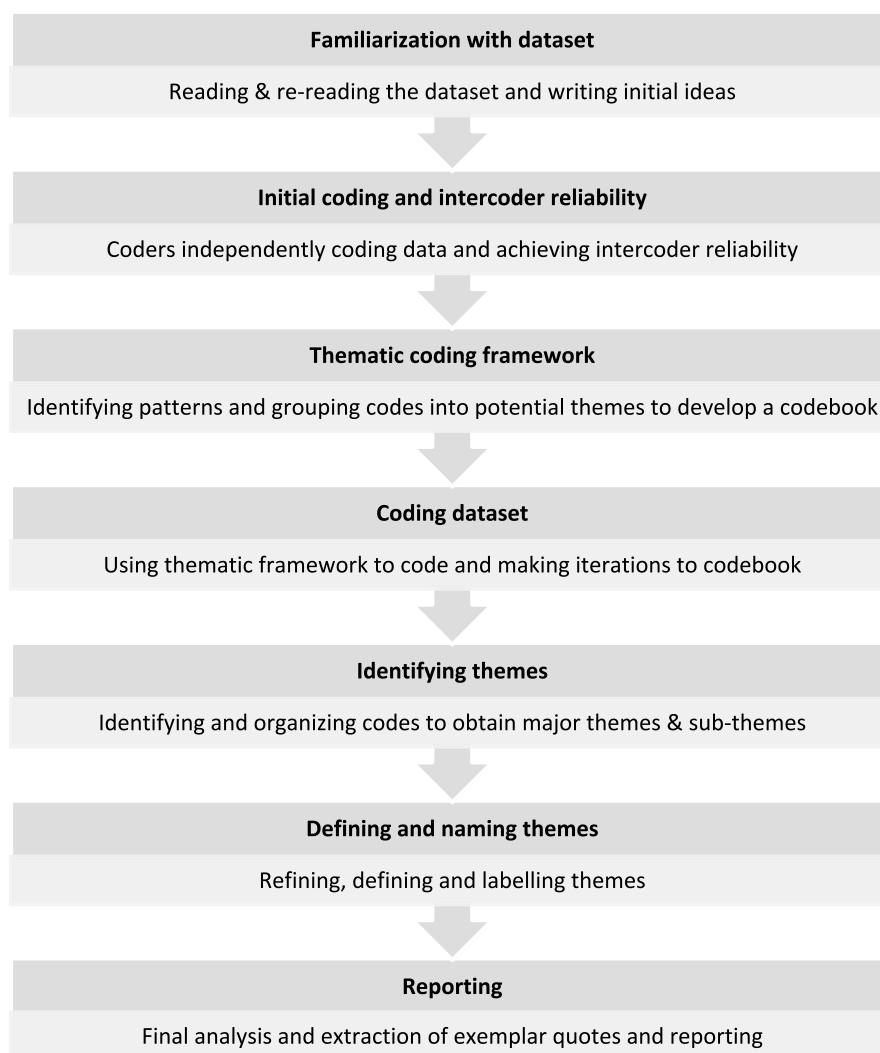 Familiarization with dataset
Reading & re-reading the dataset and writing initial ideas
Initial coding and intercoder reliability
Coders independently coding data and achieving intercoder reliability
Thematic coding framework
Identifying patterns and grouping codes into potential themes to develop a codebook
Coding dataset
Using thematic framework to code and making iterations to codebook
Identifying themes
Identifying and organizing codes to obtain major themes & sub-themes
Defining and naming themes
Refining, defining and labelling themes
Reporting
Final analysis and extraction of exemplar quotes and reporting